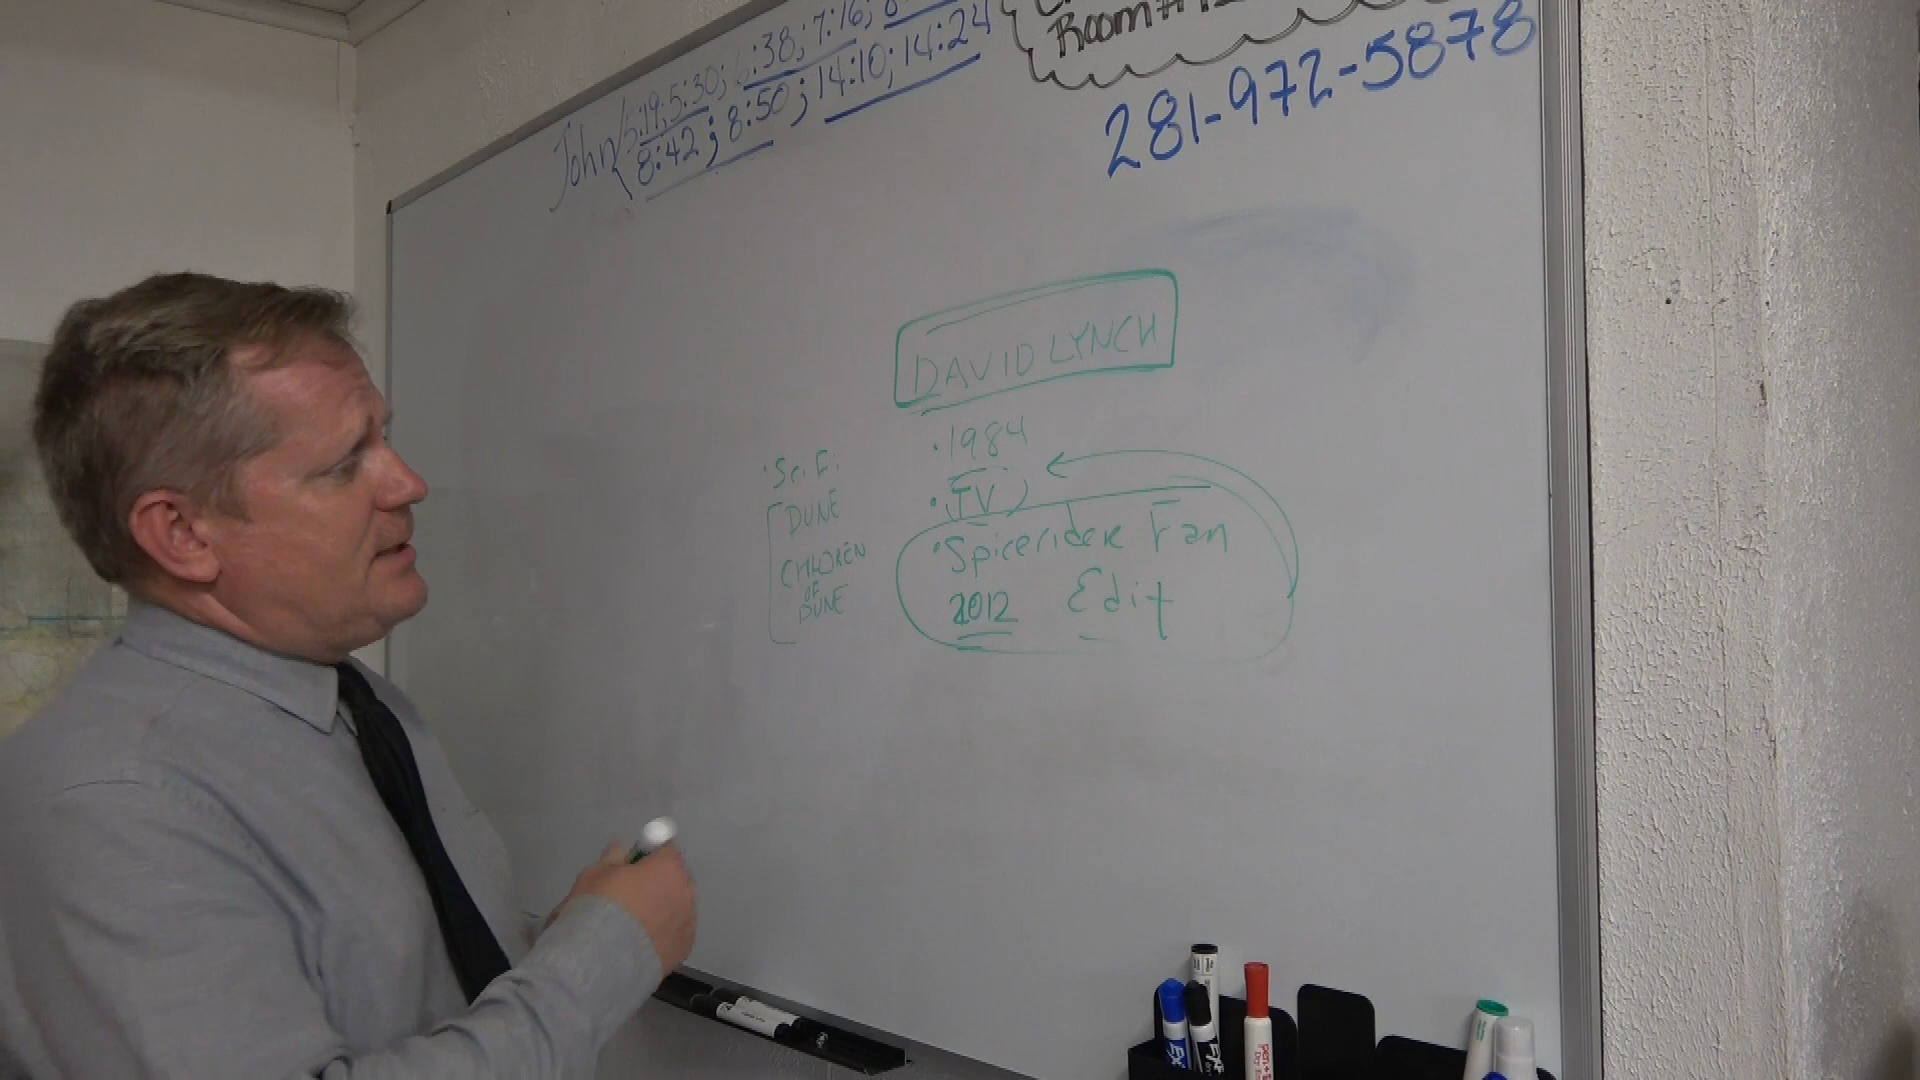 John {5:19; 5:30; 6:38; 7:16;
8:42; 8:50; 14:10; 14:24
Room #
281-972-5878
DAVID LYNCH
• 1984
• TV
• Spicerider Fan
2012 Edit
• Sci Fi
DUNE
CHILDREN
OF
DUNE